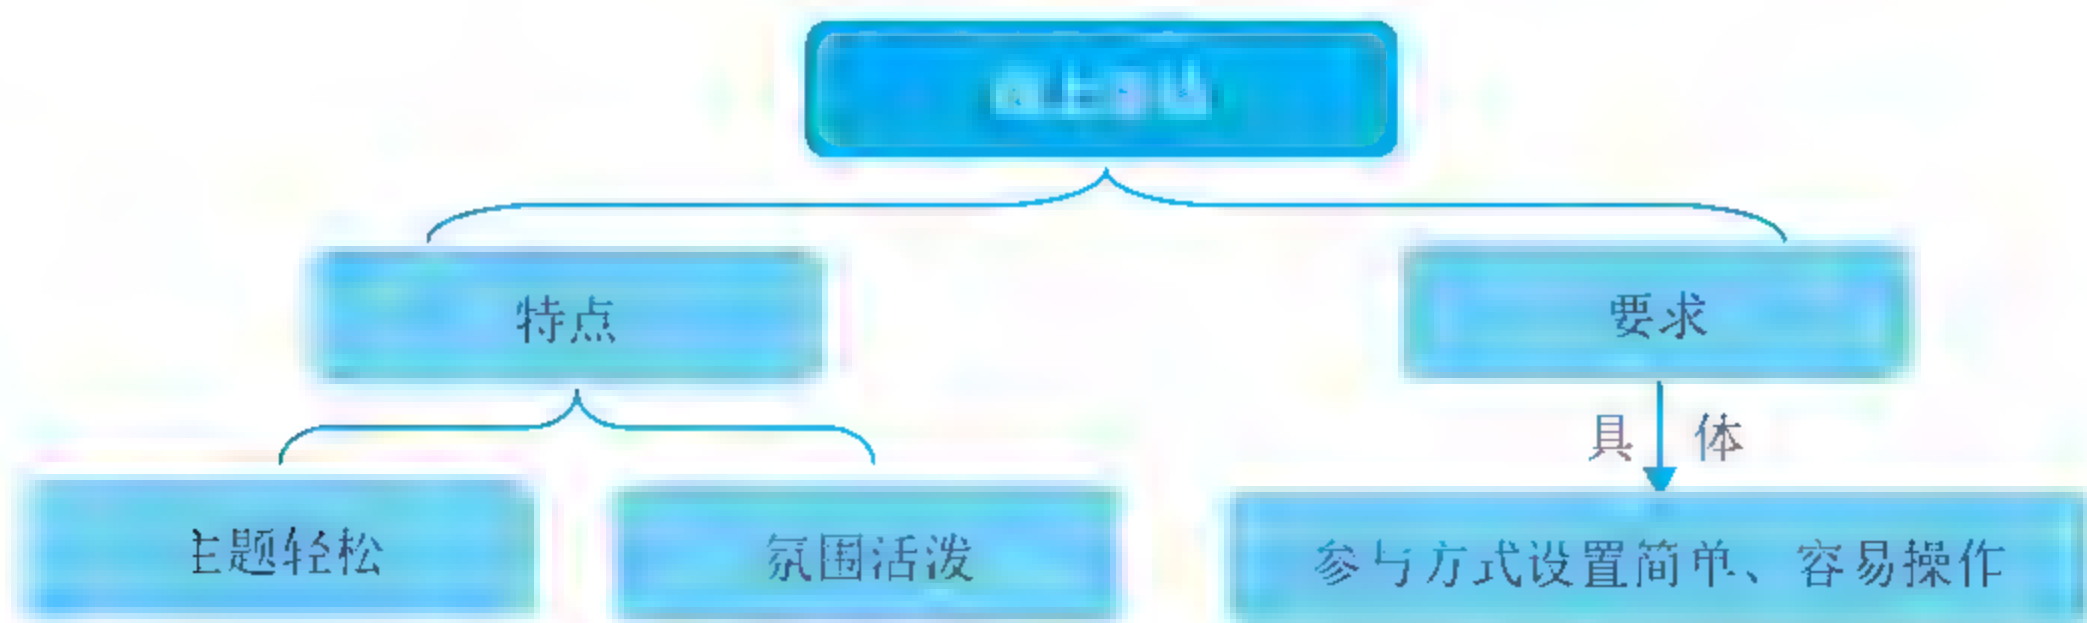 特点
要求
具 体
主题轻松
氛围活泼
参与方式设置简单、容易操作